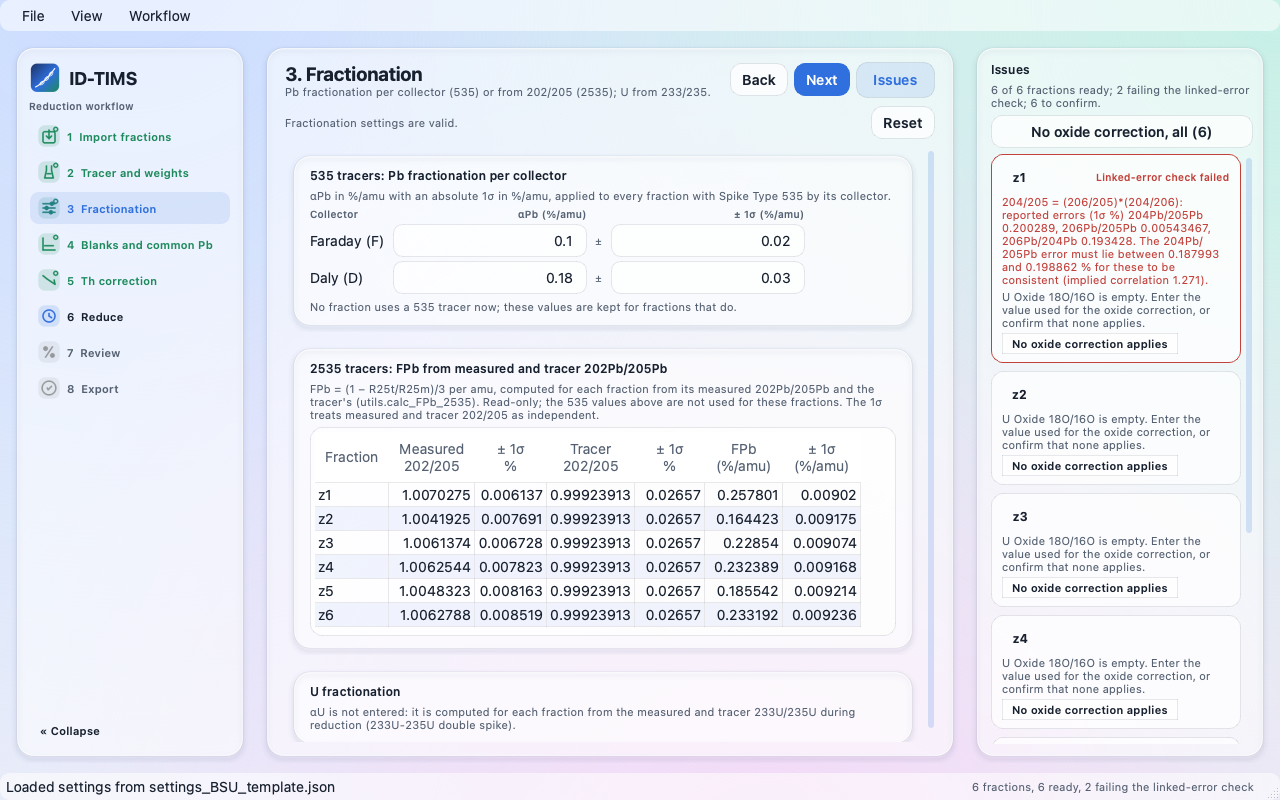 File View Workflow
ID-TIMS
Reduction workflow
1 Import fractions
2 Tracer and weights
3 Fractionation
4 Blanks and common Pb
5 Th correction
6 Reduce
7 Review
8 Export
« Collapse
3. Fractionation
Pb fractionation per collector (535) or from 202/205 (2535); U from 233/235.
Back Next Issues
Fractionation settings are valid.
Reset
535 tracers: Pb fractionation per collector
αPb in %/amu with an absolute 1σ in %/amu, applied to every fraction with Spike Type 535 by its collector.
Collector αPb (%/amu) ± 1σ (%/amu)
Faraday (F) 0.1 ± 0.02
Daly (D) 0.18 ± 0.03
No fraction uses a 535 tracer now; these values are kept for fractions that do.
2535 tracers: FPb from measured and tracer 202Pb/205Pb
FPb = (1 − R25t/R25m)/3 per amu, computed for each fraction from its measured 202Pb/205Pb and the
tracer's (utils.calc_FPb_2535). Read-only; the 535 values above are not used for these fractions. The 1σ
treats measured and tracer 202/205 as independent.
Fraction Measured 202/205 ± 1σ % Tracer 202/205 ± 1σ % FPb (%/amu) ± 1σ (%/amu)
z1 1.0070275 0.006137 0.99923913 0.02657 0.257801 0.00902
z2 1.0041925 0.007691 0.99923913 0.02657 0.164423 0.009175
z3 1.0061374 0.006728 0.99923913 0.02657 0.22854 0.009074
z4 1.0062544 0.007823 0.99923913 0.02657 0.232389 0.009168
z5 1.0048323 0.008163 0.99923913 0.02657 0.185542 0.009214
z6 1.0062788 0.008519 0.99923913 0.02657 0.233192 0.009236
U fractionation
αU is not entered: it is computed for each fraction from the measured and tracer 233U/235U during
reduction (233U-235U double spike).
Issues
6 of 6 fractions ready; 2 failing the linked-error
check; 6 to confirm.
No oxide correction, all (6)
z1 Linked-error check failed
204/205 = (206/205)*(204/206):
reported errors (1σ %) 204Pb/205Pb
0.200289, 206Pb/205Pb 0.00543467,
206Pb/204Pb 0.193428. The 204Pb/
205Pb error must lie between 0.187993
and 0.198862 % for these to be
consistent (implied correlation 1.271).
U Oxide 18O/16O is empty. Enter the
value used for the oxide correction, or
confirm that none applies.
No oxide correction applies
z2
U Oxide 18O/16O is empty. Enter the
value used for the oxide correction, or
confirm that none applies.
No oxide correction applies
z3
U Oxide 18O/16O is empty. Enter the
value used for the oxide correction, or
confirm that none applies.
No oxide correction applies
z4
U Oxide 18O/16O is empty. Enter the
value used for the oxide correction, or
confirm that none applies.
No oxide correction applies
Loaded settings from settings_BSU_template.json
6 fractions, 6 ready, 2 failing the linked-error check